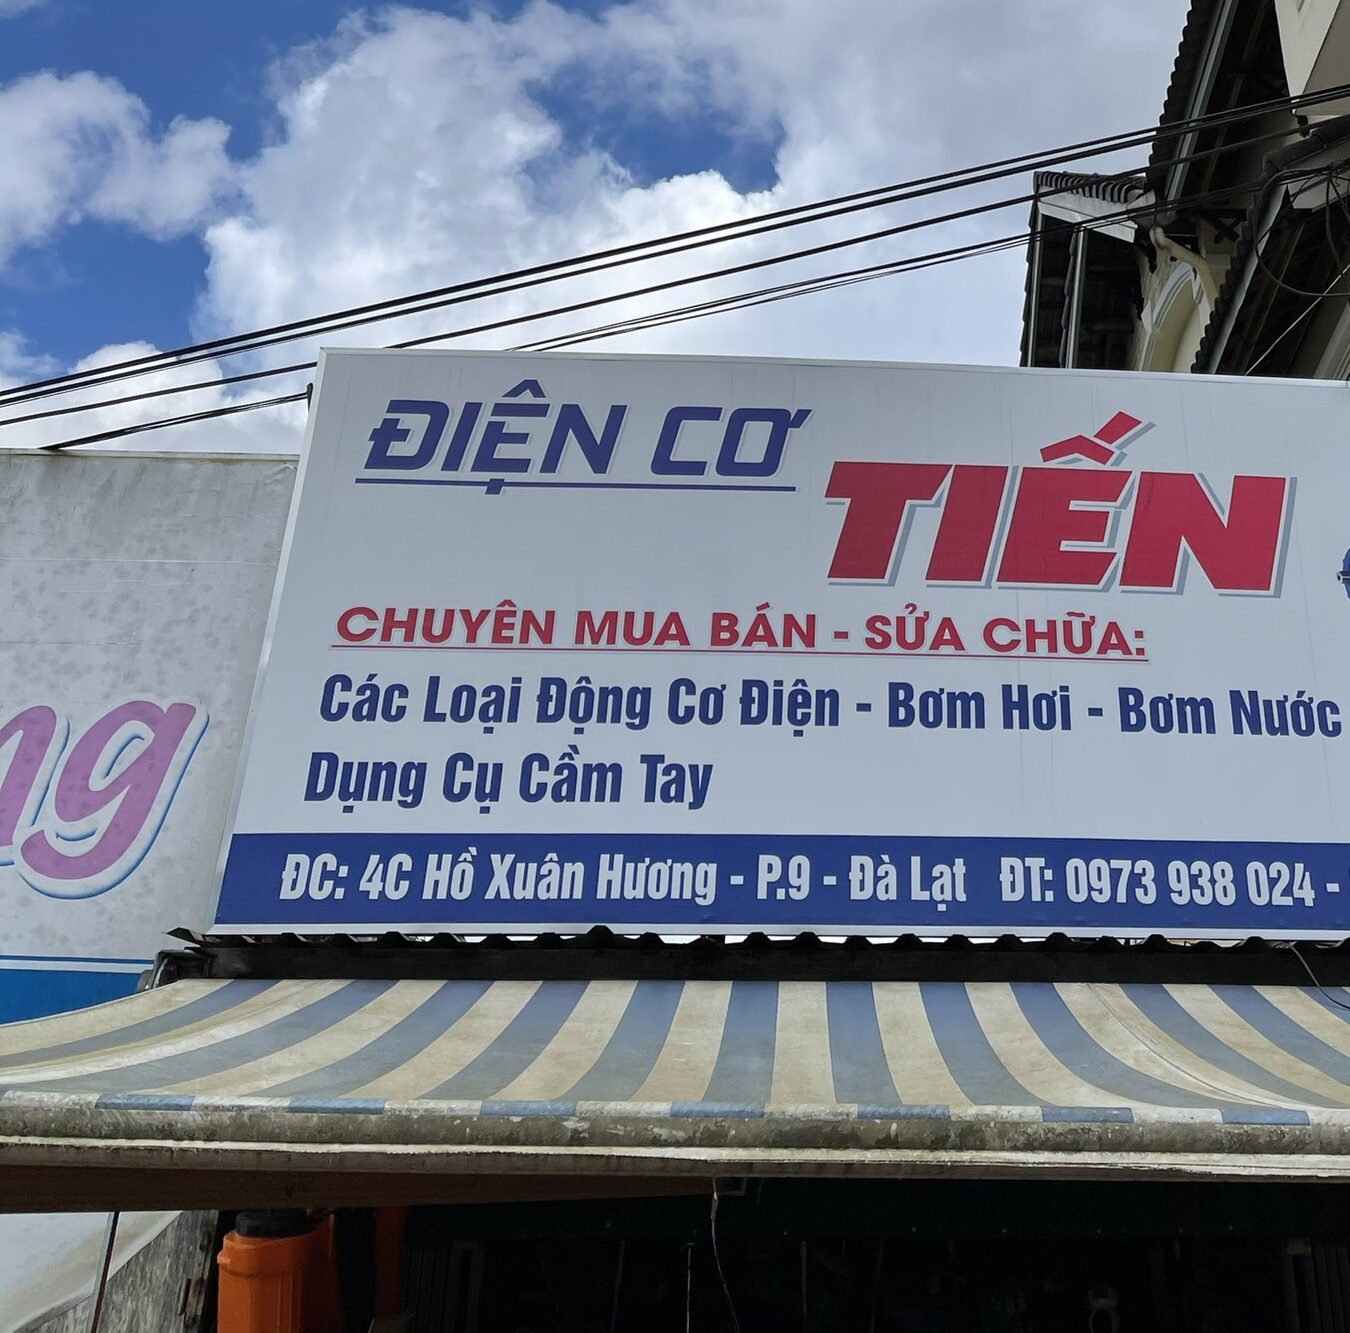 ĐIỆN CƠ
TIẾN
CHUYÊN MUA BÁN - SỬA CHỮA:
Các Loại Động Cơ Điện - Bơm Hơi - Bơm Nước
Dụng Cụ Cầm Tay
ĐC: 4C Hồ Xuân Hương - P.9 - Đà Lạt ĐT: 0973 938 024 -